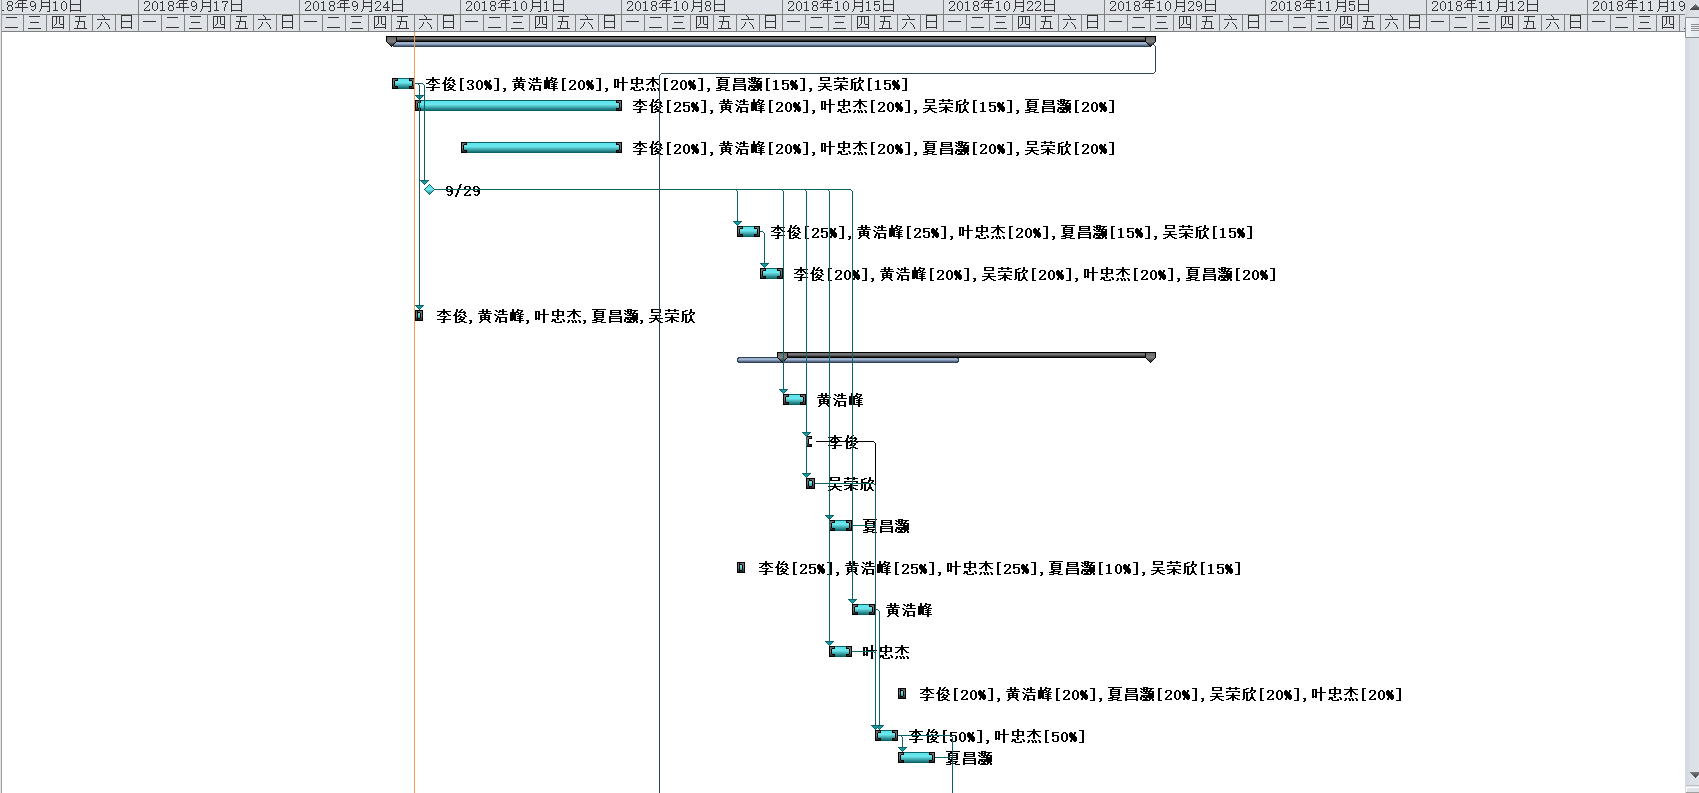 18年9月10日 2018年9月17日 2018年9月24日 2018年10月1日 2018年10月8日 2018年10月15日 2018年10月22日 2018年10月29日 2018年11月5日 2018年11月12日 2018年11月19
二 三 四 五 六 日 一 二 三 四 五 六 日 一 二 三 四 五 六 日 一 二 三 四 五 六 日 一 二 三 四 五 六 日 一 二 三 四 五 六 日 一 二 三 四 五 六 日 一 二 三 四 五 六 日 一 二 三 四 五 六 日 一 二 三 四 五 六 日 一 二 三 四
李俊[30%],黄浩峰[20%],叶忠杰[20%],夏昌灏[15%],吴荣欣[15%]
李俊[25%],黄浩峰[20%],叶忠杰[20%],吴荣欣[15%],夏昌灏[20%]
李俊[20%],黄浩峰[20%],叶忠杰[20%],夏昌灏[20%],吴荣欣[20%]
9/29
李俊[25%],黄浩峰[25%],叶忠杰[20%],夏昌灏[15%],吴荣欣[15%]
李俊[20%],黄浩峰[20%],吴荣欣[20%],叶忠杰[20%],夏昌灏[20%]
李俊,黄浩峰,叶忠杰,夏昌灏,吴荣欣
黄浩峰
李俊
吴荣欣
夏昌灏
李俊[25%],黄浩峰[25%],叶忠杰[25%],夏昌灏[10%],吴荣欣[15%]
黄浩峰
叶忠杰
李俊[20%],黄浩峰[20%],夏昌灏[20%],吴荣欣[20%],叶忠杰[20%]
李俊[50%],叶忠杰[50%]
夏昌灏